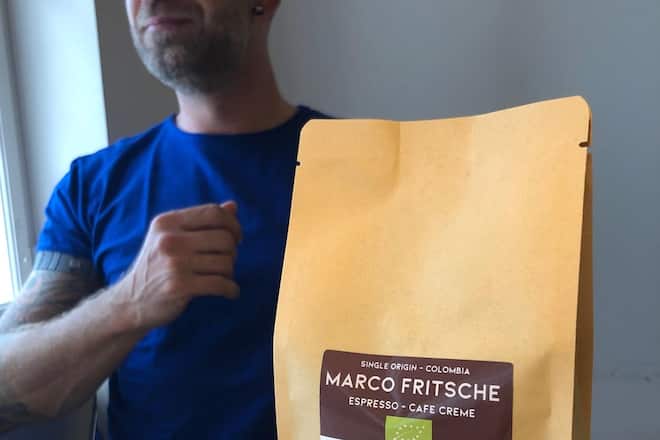 SINGLE ORIGIN - COLOMBIA
MARCO FRITSCHE
ESPRESSO - CAFE CREME